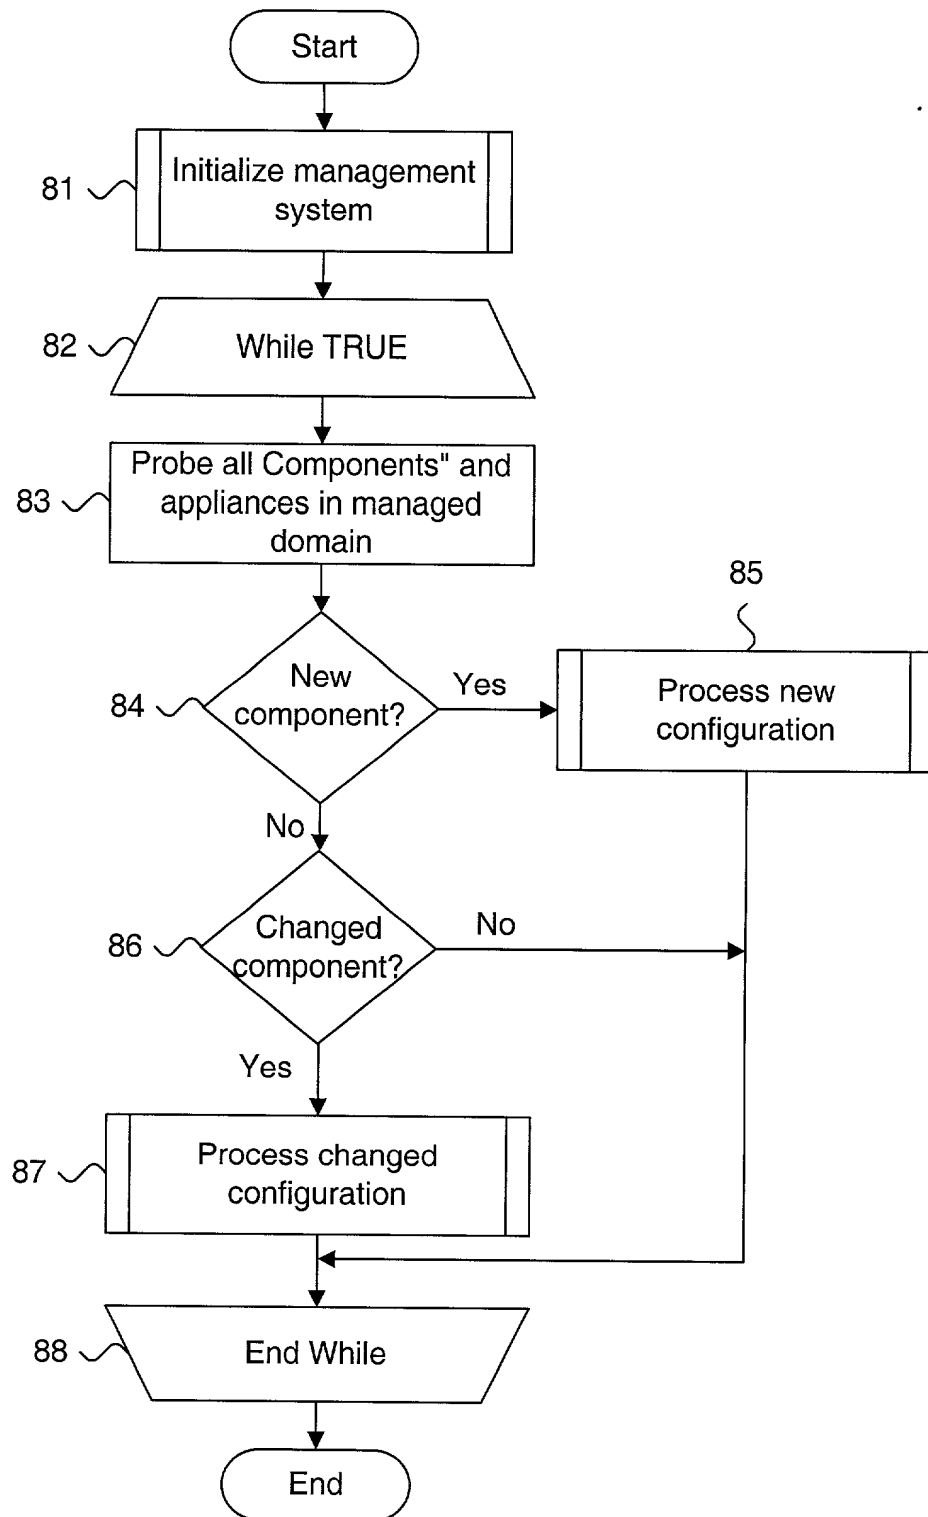 Start
81
Initialize management
system
82
While TRUE
83
Probe all Components" and
appliances in managed
domain
85
84
New
component?
Yes
Process new
configuration
No
86
Changed
component?
No
Yes
87
Process changed
configuration
88
End While
End